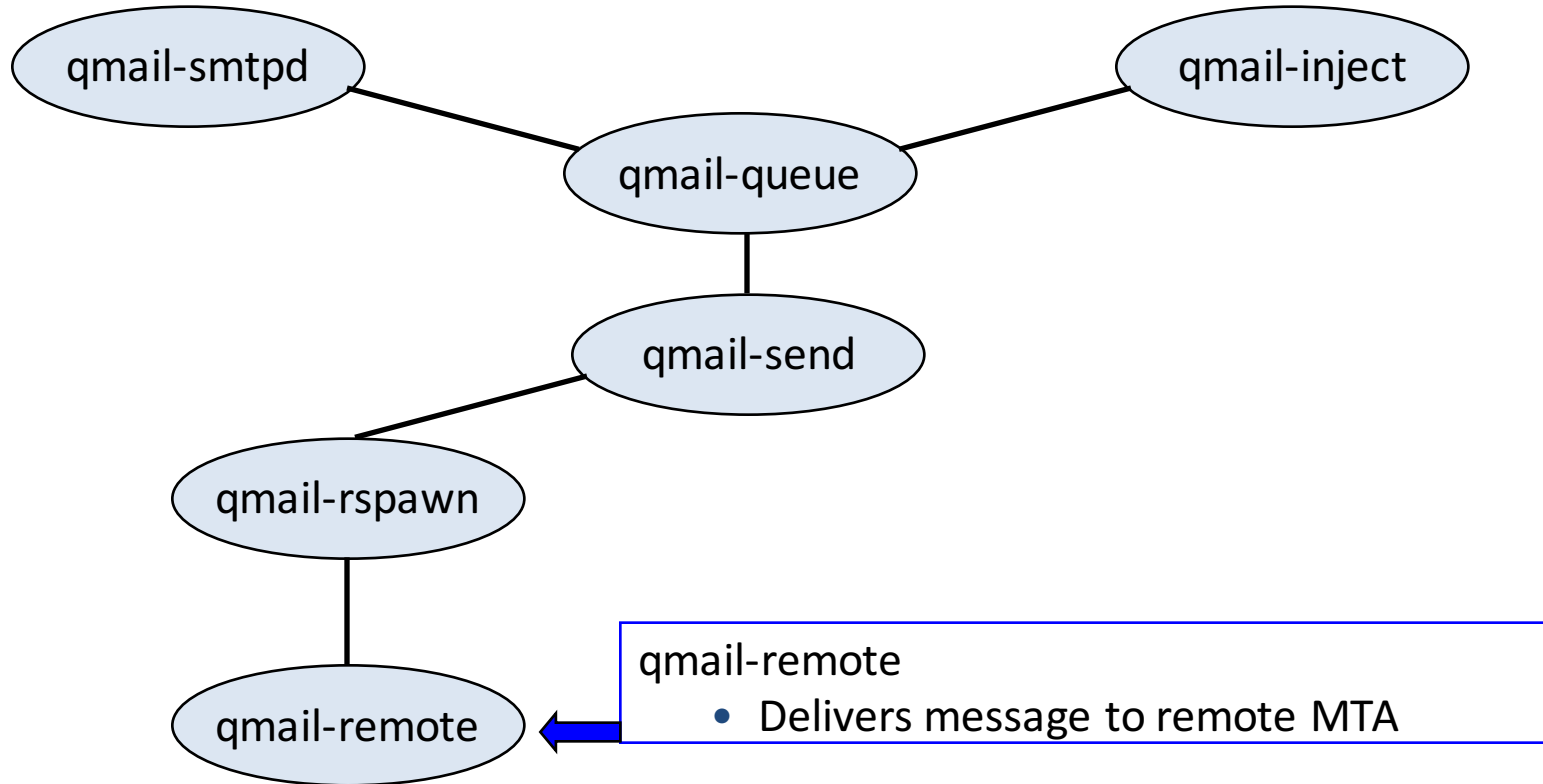 qmail-smtpd
qmail-inject
qmail-queue
qmail-send
qmail-rspawn
qmail-remote
qmail-remote
• Delivers message to remote MTA